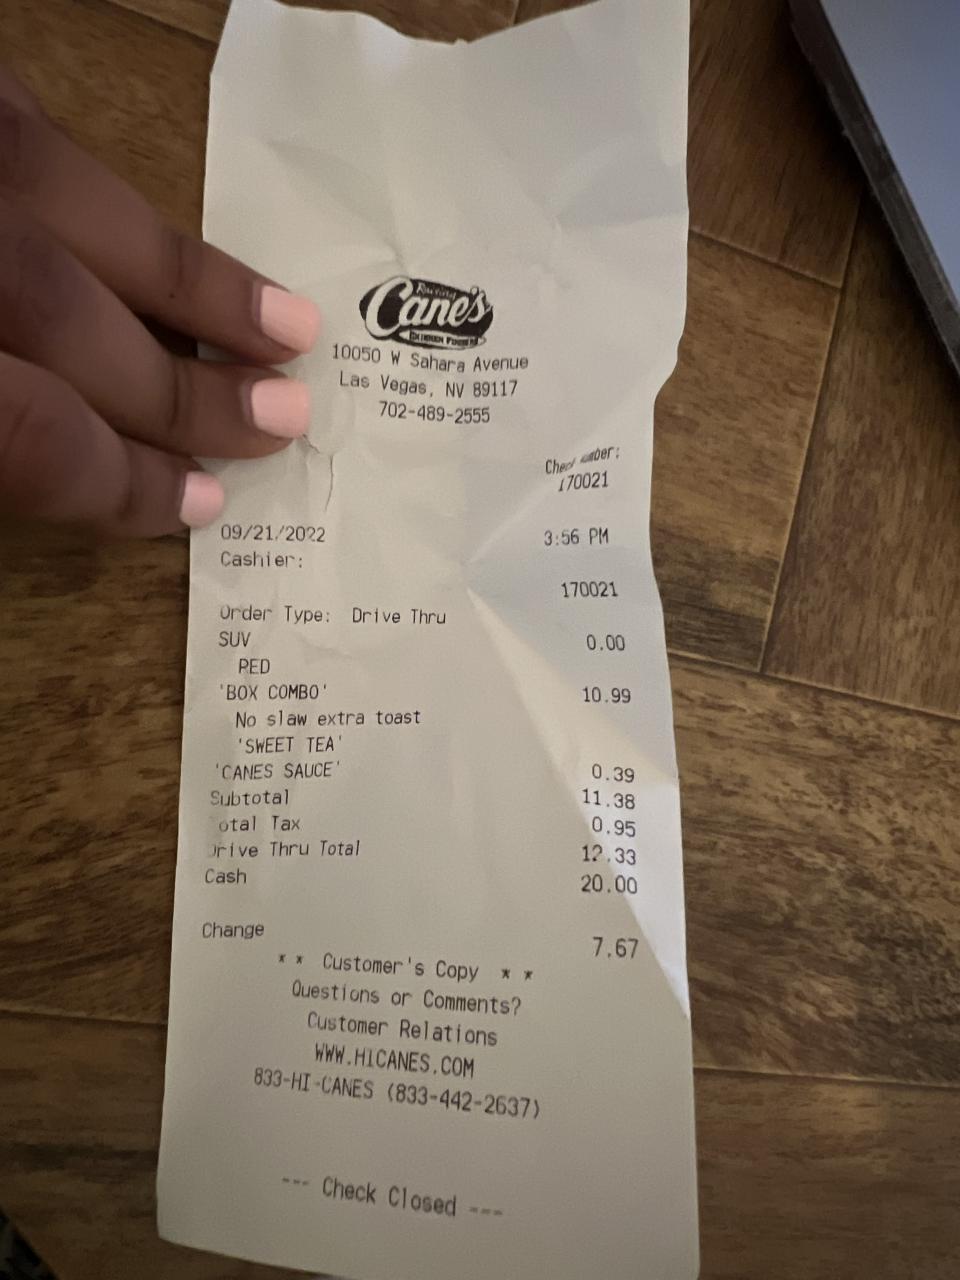 Raising
Cane's
CHICKEN FINGERS
10050 W Sahara Avenue
Las Vegas, NV 89117
702-489-2555
170021
09/21/2022 3:56 PM
Cashier:
170021
Order Type: Drive Thru
SUV 0.00
RED
'BOX COMBO' 10.99
No slaw extra toast
'SWEET TEA'
'CANES SAUCE' 0.39
Subtotal 11.38
otal Tax 0.95
Drive Thru Total 12.33
Cash 20.00
Change 7.67
* * Customer's Copy * *
Questions or Comments?
Customer Relations
WWW.HICANES.COM
833-HI-CANES (833-442-2637)
--- Check Closed ---